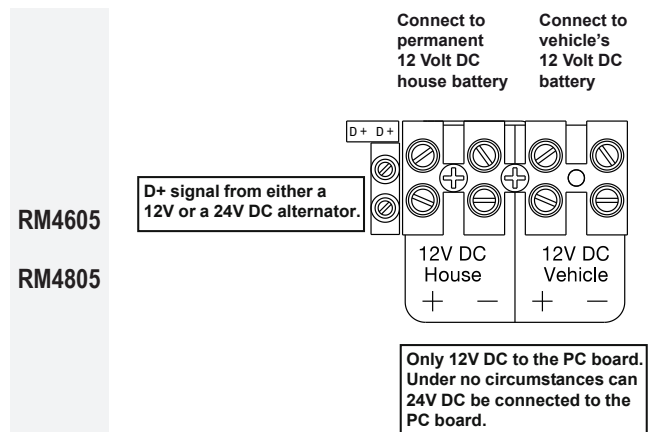 Connect to
permanent
12 Volt DC
house battery
Connect to
vehicle's
12 Volt DC
battery
D+ D+
D+ signal from either a
12V or a 24V DC alternator.
RM4605
RM4805
12V DC
House
+ −
12V DC
Vehicle
+ −
Only 12V DC to the PC board.
Under no circumstances can
24V DC be connected to the
PC board.